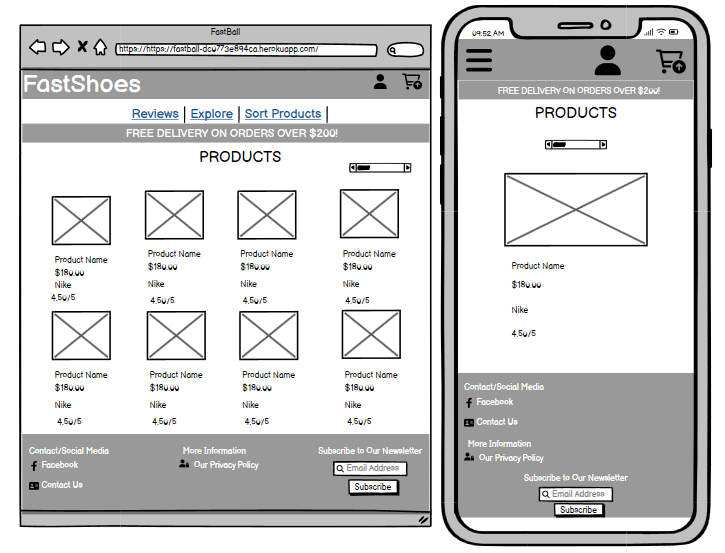 FastBall
https://https://fastball-dcu773e894ca.herokuapp.com/
FastShoes
Reviews Explore Sort Products
FREE DELIVERY ON ORDERS OVER $200!
PRODUCTS
Product Name Product Name Product Name Product Name
$180.00 $180.00 $180.00 $180.00
Nike Nike Nike Nike
4,50/5 4,50/5 4,50/5 4,50/5
Product Name Product Name Product Name Product Name
$180.00 $180.00 $180.00 $180.00
Nike Nike Nike Nike
4,50/5 4,50/5 4,50/5 4,50/5
Contact/Social Media More Information Subscribe to Our Newsletter
Facebook Our Privacy Policy Email Address
Contact Us Subscribe
09:52 AM
FREE DELIVERY ON ORDERS OVER $200!
PRODUCTS
Product Name
$180.00
Nike
4,50/5
Contact/Social Media
Facebook
Contact Us
More Information
Our Privacy Policy
Subscribe to Our Newsletter
Email Address
Subscribe